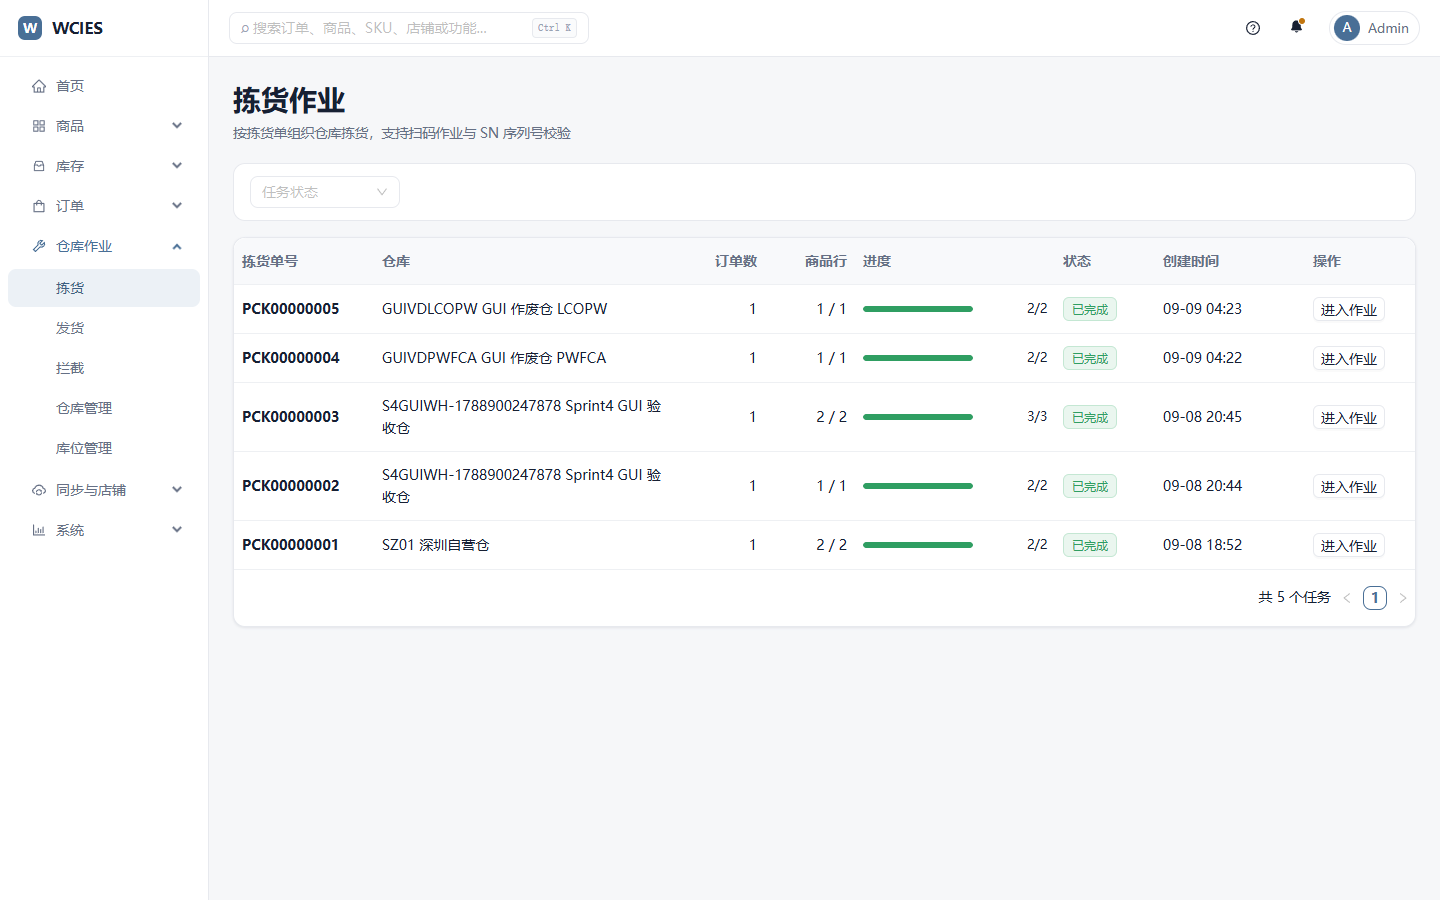 W WCIES
搜索订单、商品、SKU、店铺或功能... Ctrl K
A Admin
首页
商品
库存
订单
仓库作业
拣货
发货
拦截
仓库管理
库位管理
同步与店铺
系统
拣货作业
按拣货单组织仓库拣货，支持扫码作业与 SN 序列号校验
任务状态
拣货单号 仓库 订单数 商品行 进度 状态 创建时间 操作
PCK00000005 GUIVDLCOPW GUI 作废仓 LCOPW 1 1 / 1 2/2 已完成 09-09 04:23 进入作业
PCK00000004 GUIVDPWFCA GUI 作废仓 PWFCA 1 1 / 1 2/2 已完成 09-09 04:22 进入作业
PCK00000003 S4GUIWH-1788900247878 Sprint4 GUI 验
收仓 1 2 / 2 3/3 已完成 09-08 20:45 进入作业
PCK00000002 S4GUIWH-1788900247878 Sprint4 GUI 验
收仓 1 1 / 1 2/2 已完成 09-08 20:44 进入作业
PCK00000001 SZ01 深圳自营仓 1 2 / 2 2/2 已完成 09-08 18:52 进入作业
共 5 个任务 1